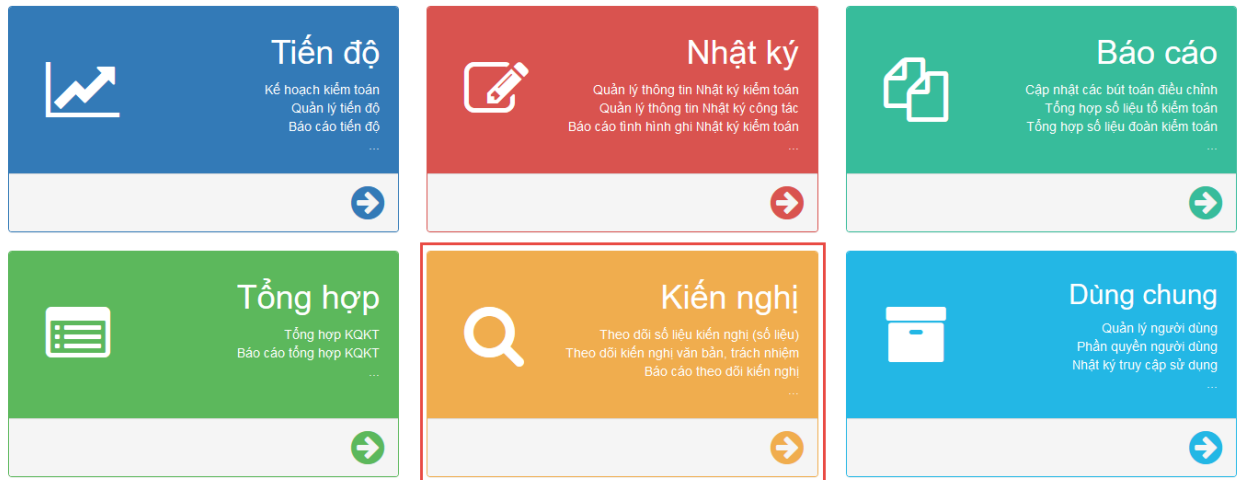 Tiến độ
Kế hoạch kiểm toán
Quản lý tiến độ
Báo cáo tiến độ
...
Nhật ký
Quản lý thông tin Nhật ký kiểm toán
Quản lý thông tin Nhật ký công tác
Báo cáo tình hình ghi Nhật ký kiểm toán
...
Báo cáo
Cập nhật các bút toán điều chỉnh
Tổng hợp số liệu tổ kiểm toán
Tổng hợp số liệu đoàn kiểm toán
...
Tổng hợp
Tổng hợp KQKT
Báo cáo tổng hợp KQKT
...
Kiến nghị
Theo dõi số liệu kiến nghị (số liệu)
Theo dõi kiến nghị văn bản, trách nhiệm
Báo cáo theo dõi kiến nghị
...
Dùng chung
Quản lý người dùng
Phân quyền người dùng
Nhật ký truy cập sử dụng
...